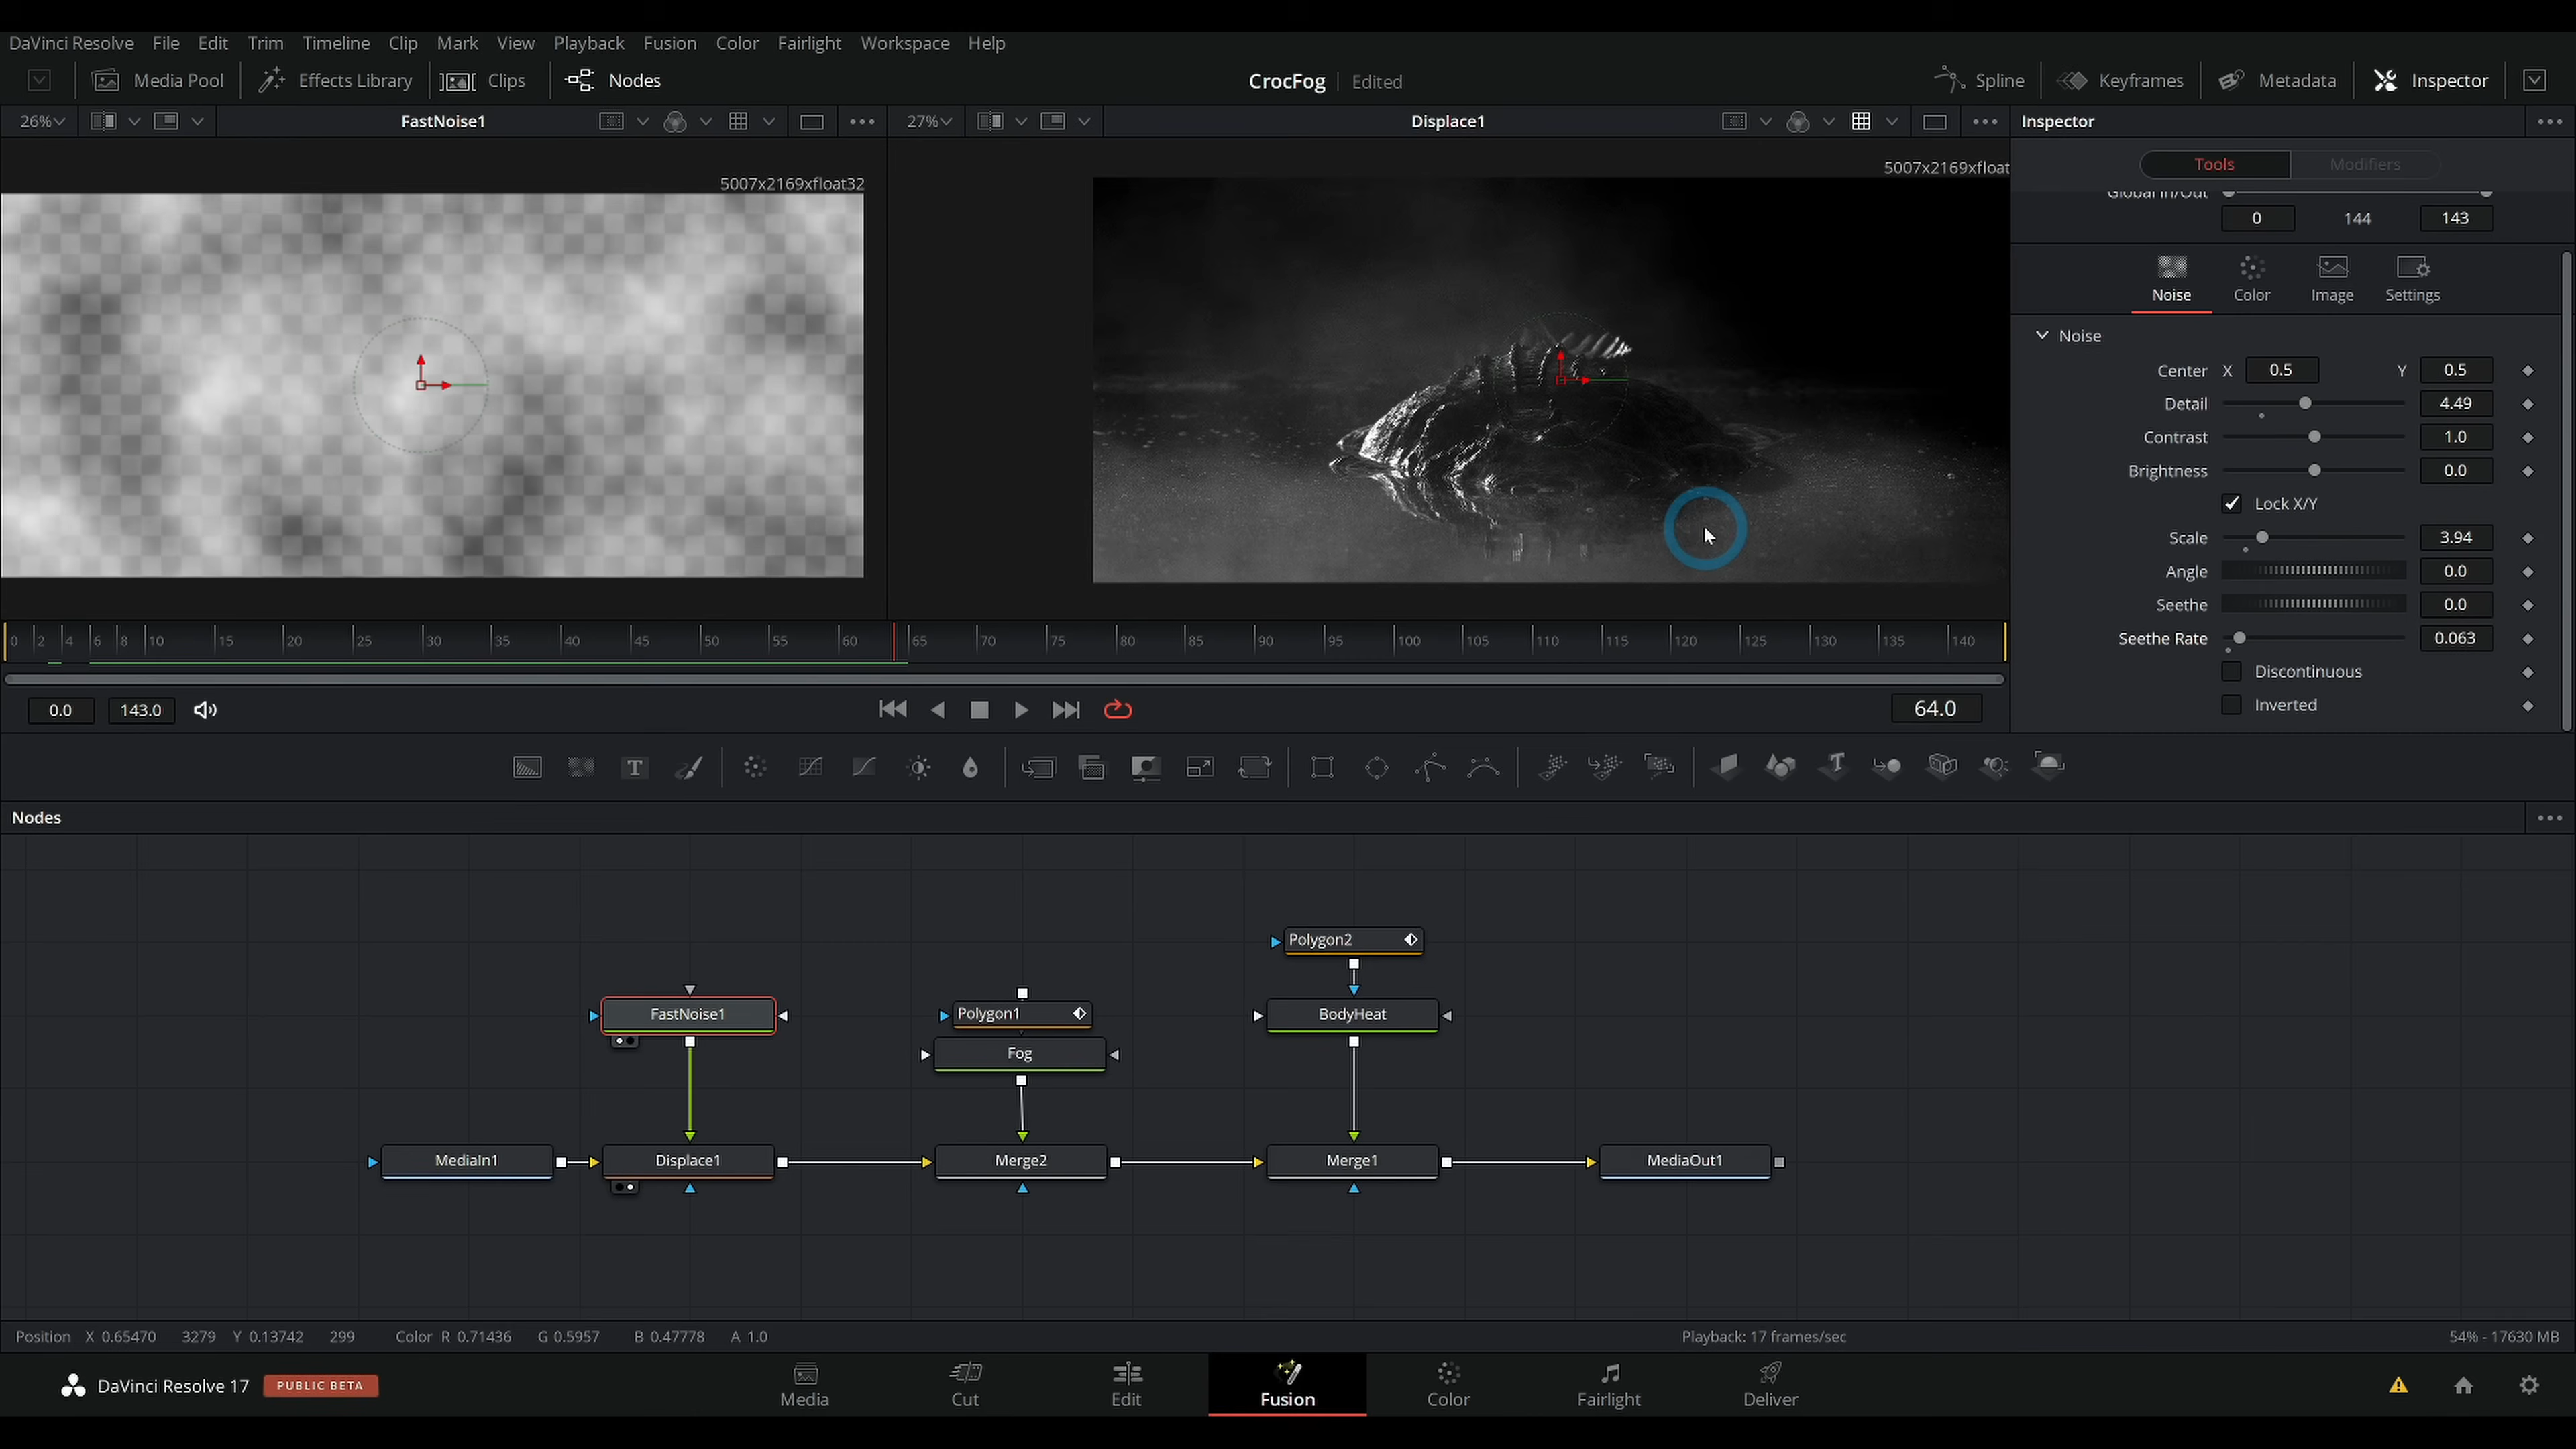 DaVinci Resolve File Edit Trim Timeline Clip Mark View Playback Fusion Color Fairlight Workspace Help
Media Pool Effects Library Clips Nodes CrocFog Edited Spline Keyframes Metadata Inspector
26% FastNoise1 27% Displace1 Inspector
Tools Modifiers
5007x2169xfloat32 5007x2169xfloat
Global In/Out
0 144 143
Noise Color Image Settings
Noise
Center X 0.5 Y 0.5
Detail 4.49
Contrast 1.0
Brightness 0.0
Lock X/Y
Scale 3.94
Angle 0.0
Seethe 0.0
Seethe Rate 0.063
Discontinuous
Inverted
0 2 4 6 8 10 15 20 25 30 35 40 45 50 55 60 65 70 75 80 85 90 95 100 105 110 115 120 125 130 135 140
0.0 143.0 64.0
T T
Nodes
Polygon2
FastNoise1 Polygon1 BodyHeat
Fog
MediaIn1 Displace1 Merge2 Merge1 MediaOut1
Position X 0.65470 3279 Y 0.13742 299 Color R 0.71436 G 0.5957 B 0.47778 A 1.0 Playback: 17 frames/sec 54% - 17630 MB
DaVinci Resolve 17 PUBLIC BETA
Media Cut Edit Fusion Color Fairlight Deliver